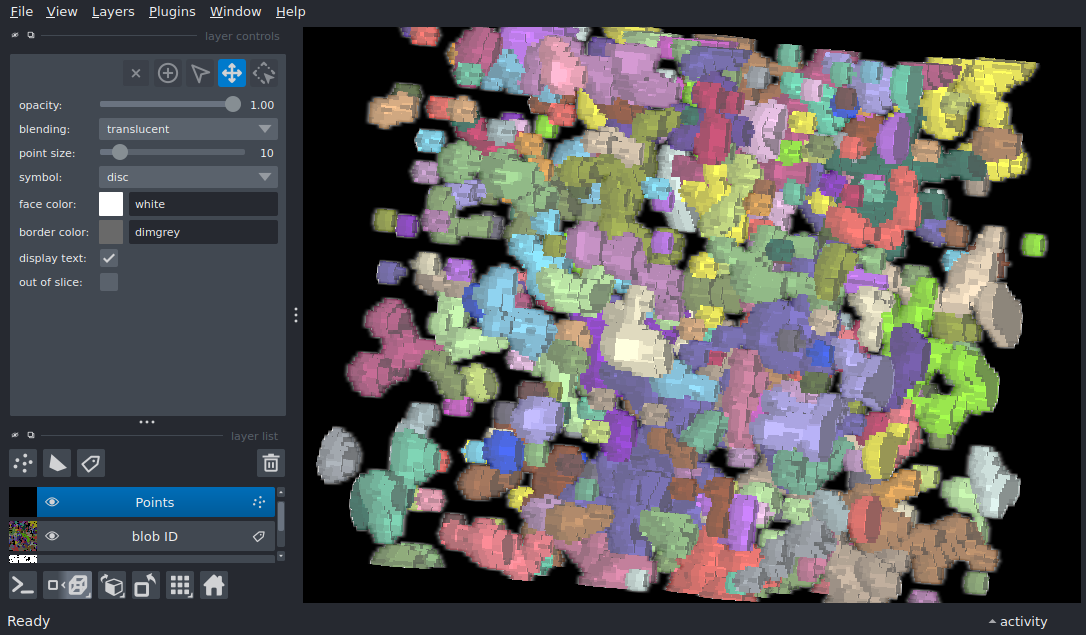 File View Layers Plugins Window Help
layer controls
opacity: 1.00
blending: translucent
point size: 10
symbol: disc
face color: white
border color: dimgrey
display text:
out of slice:
layer list
Points
blob ID
Ready activity